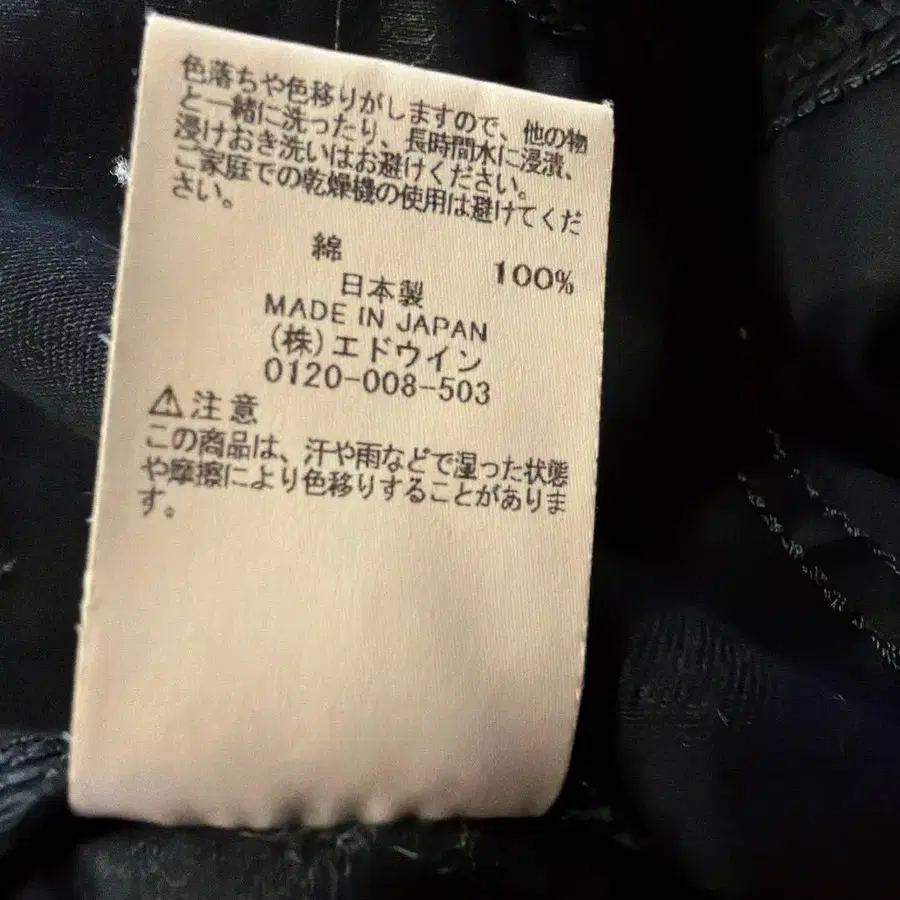 色落ちや色移りがしますので、他の物
と一緒に洗ったり、長時間水に浸漬、
浸けおき洗いはお避けください。
ご家庭での乾燥機の使用は避けてくだ
さい。
綿 100%
日本製
MADE IN JAPAN
(株)エドウイン
0120-008-503
⚠注意
この商品は、汗や雨などで湿った状態
や摩擦により色移りすることがありま
す。